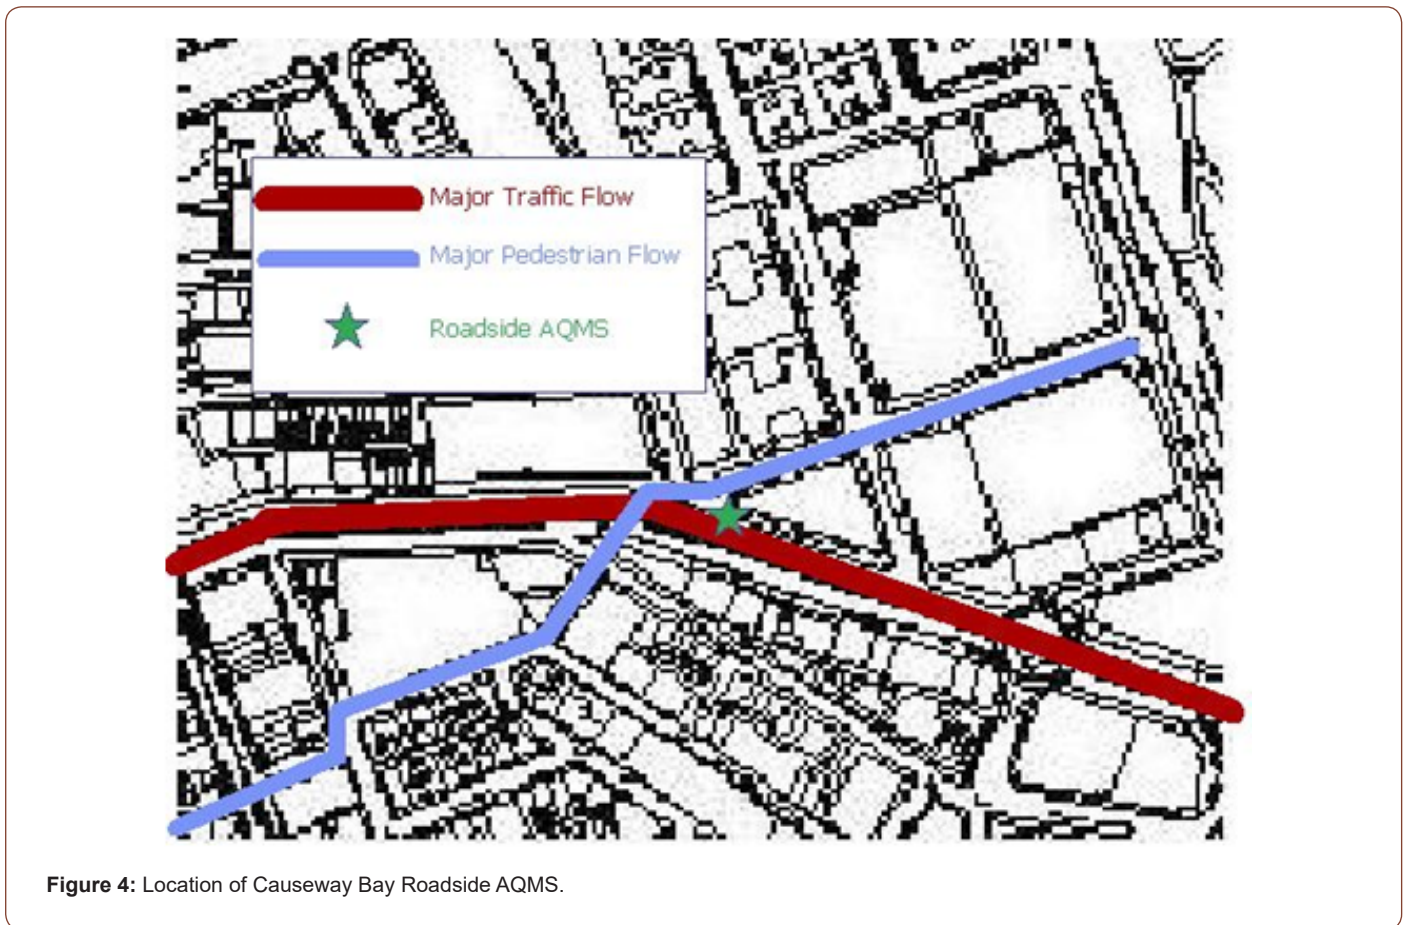 Major Traffic Flow
Major Pedestrian Flow
Roadside AQMS
Figure 4: Location of Causeway Bay Roadside AQMS.